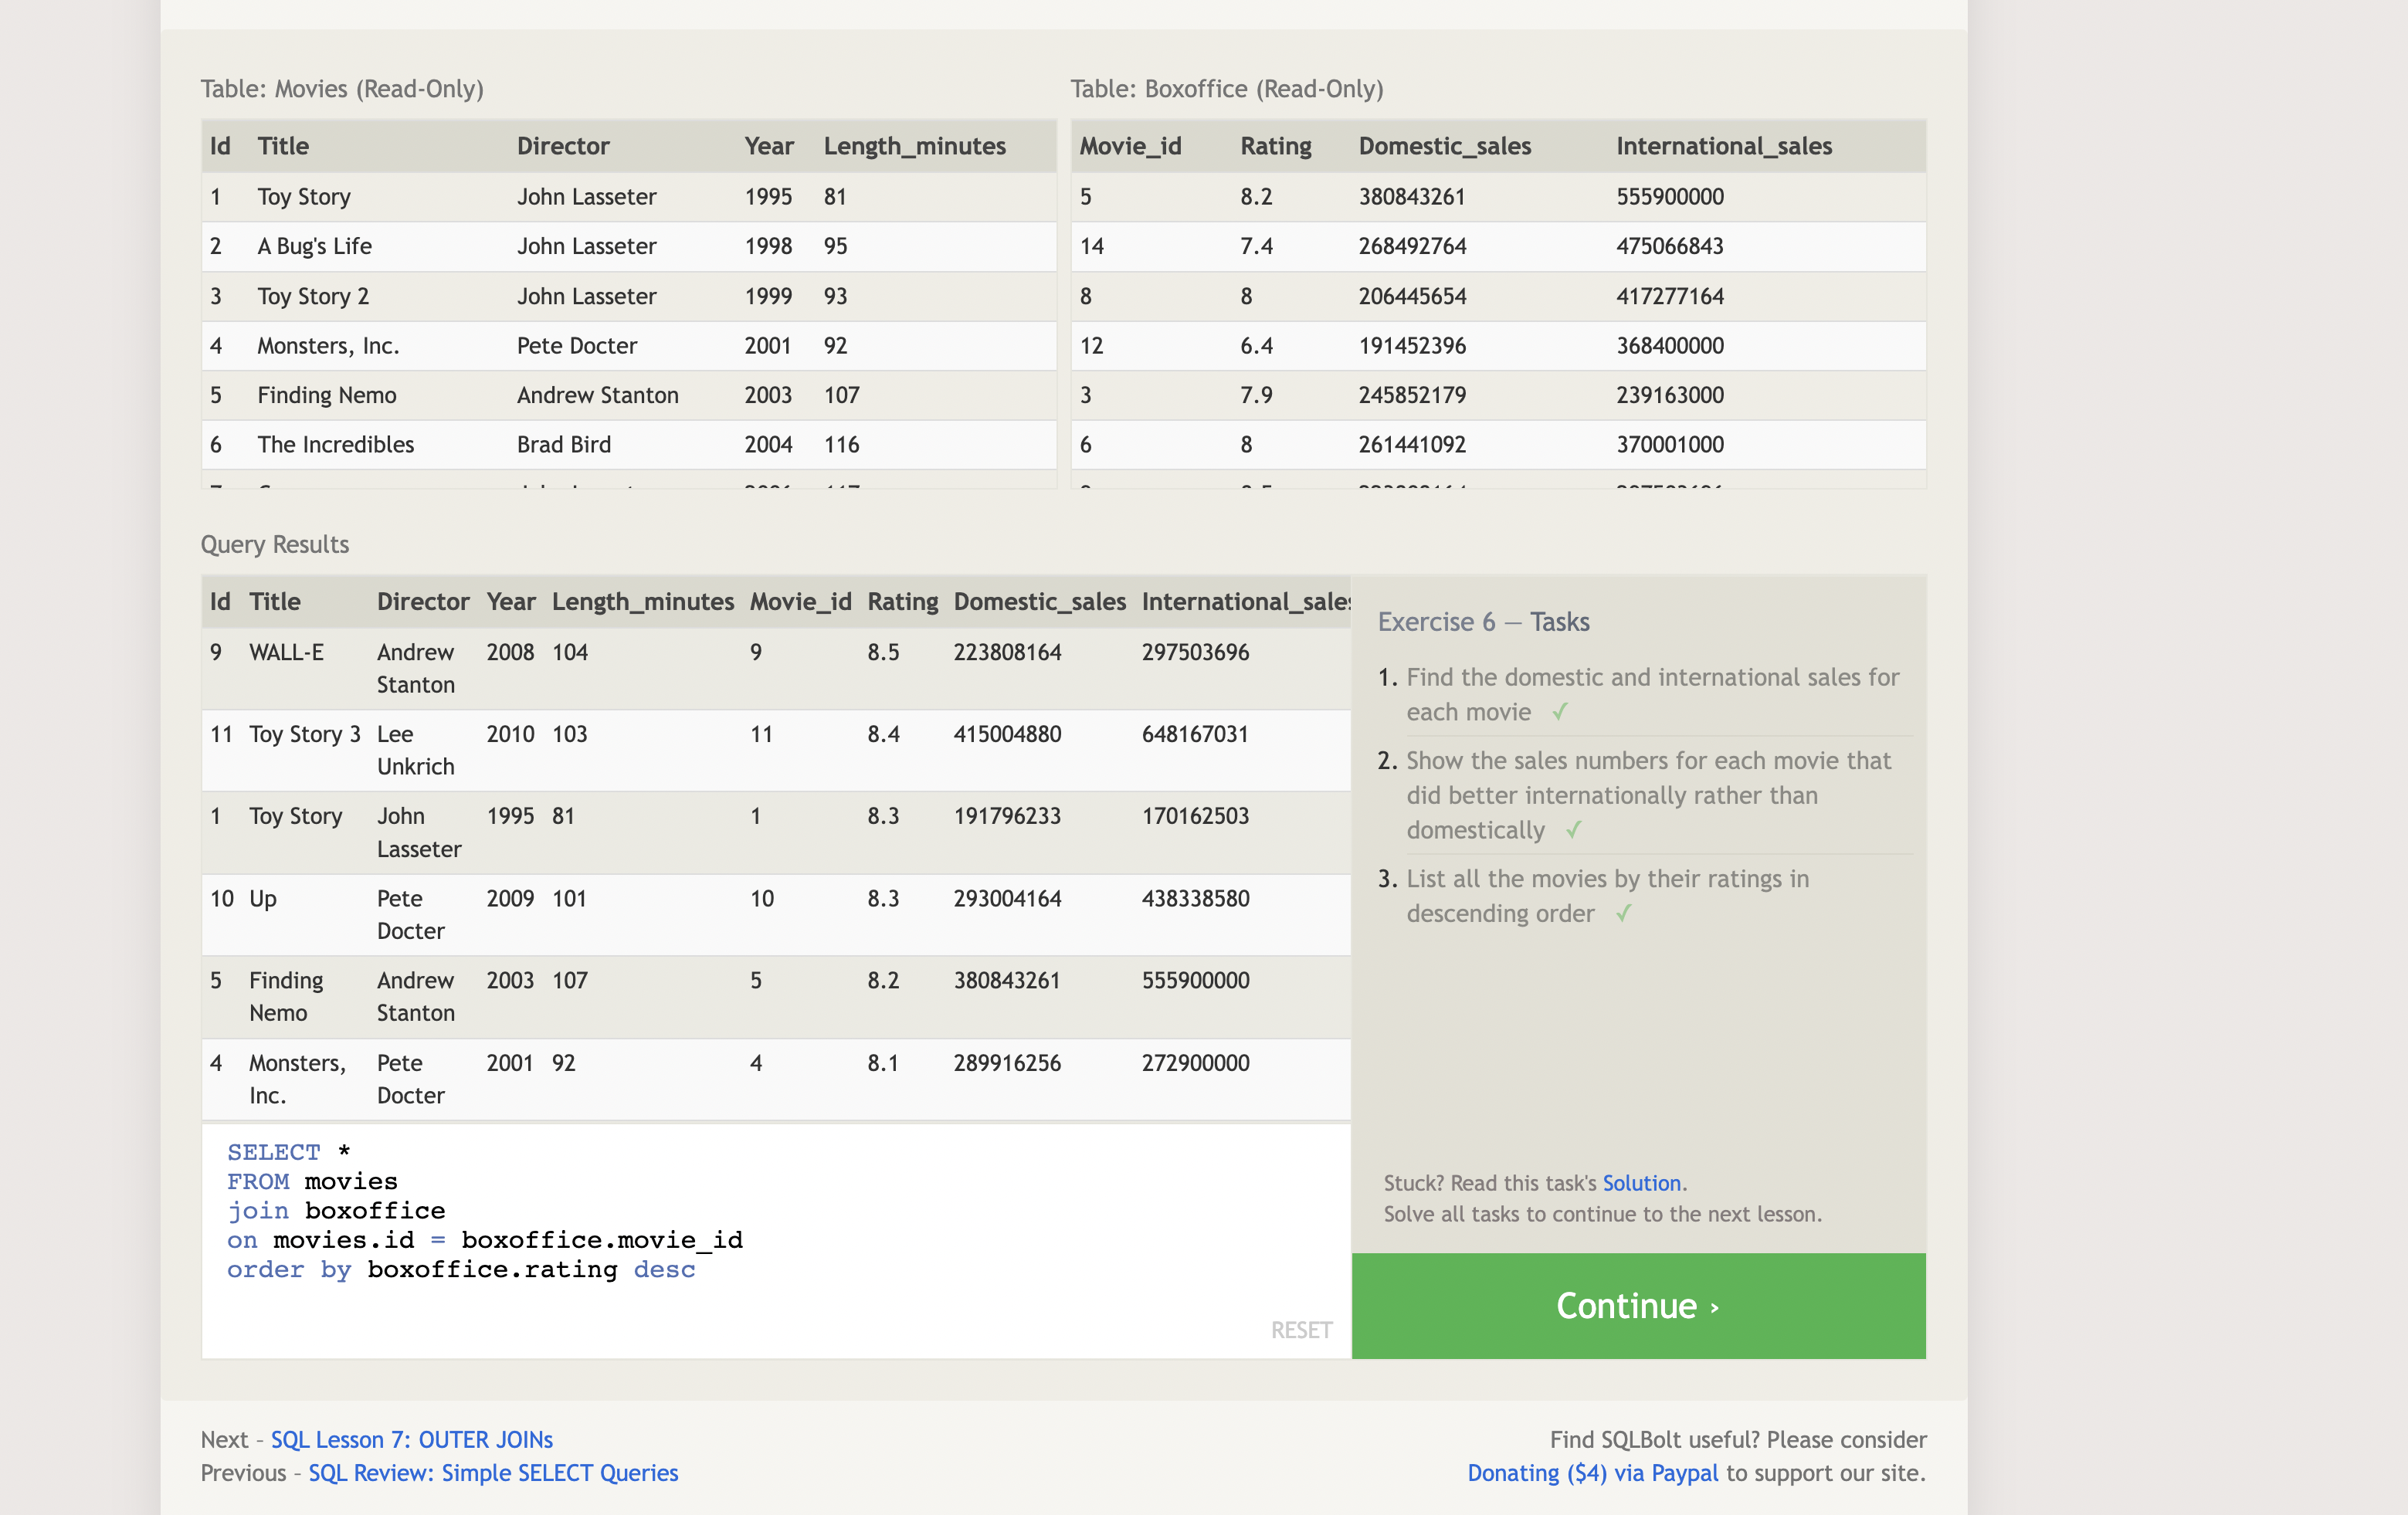 Table: Movies (Read-Only)
Id Title Director Year Length_minutes
1 Toy Story John Lasseter 1995 81
2 A Bug's Life John Lasseter 1998 95
3 Toy Story 2 John Lasseter 1999 93
4 Monsters, Inc. Pete Docter 2001 92
5 Finding Nemo Andrew Stanton 2003 107
6 The Incredibles Brad Bird 2004 116
Table: Boxoffice (Read-Only)
Movie_id Rating Domestic_sales International_sales
5 8.2 380843261 555900000
14 7.4 268492764 475066843
8 8 206445654 417277164
12 6.4 191452396 368400000
3 7.9 245852179 239163000
6 8 261441092 370001000
Query Results
Id Title Director Year Length_minutes Movie_id Rating Domestic_sales International_sales
9 WALL-E Andrew 2008 104 9 8.5 223808164 297503696
Stanton
11 Toy Story 3 Lee 2010 103 11 8.4 415004880 648167031
Unkrich
1 Toy Story John 1995 81 1 8.3 191796233 170162503
Lasseter
10 Up Pete 2009 101 10 8.3 293004164 438338580
Docter
5 Finding Andrew 2003 107 5 8.2 380843261 555900000
Nemo Stanton
4 Monsters, Pete 2001 92 4 8.1 289916256 272900000
Inc. Docter
SELECT *
FROM movies
join boxoffice
on movies.id = boxoffice.movie_id
order by boxoffice.rating desc
RESET
Exercise 6 — Tasks
1. Find the domestic and international sales for
each movie ✓
2. Show the sales numbers for each movie that
did better internationally rather than
domestically ✓
3. List all the movies by their ratings in
descending order ✓
Stuck? Read this task's Solution.
Solve all tasks to continue to the next lesson.
Continue ›
Next – SQL Lesson 7: OUTER JOINs
Previous – SQL Review: Simple SELECT Queries
Find SQLBolt useful? Please consider
Donating ($4) via Paypal to support our site.